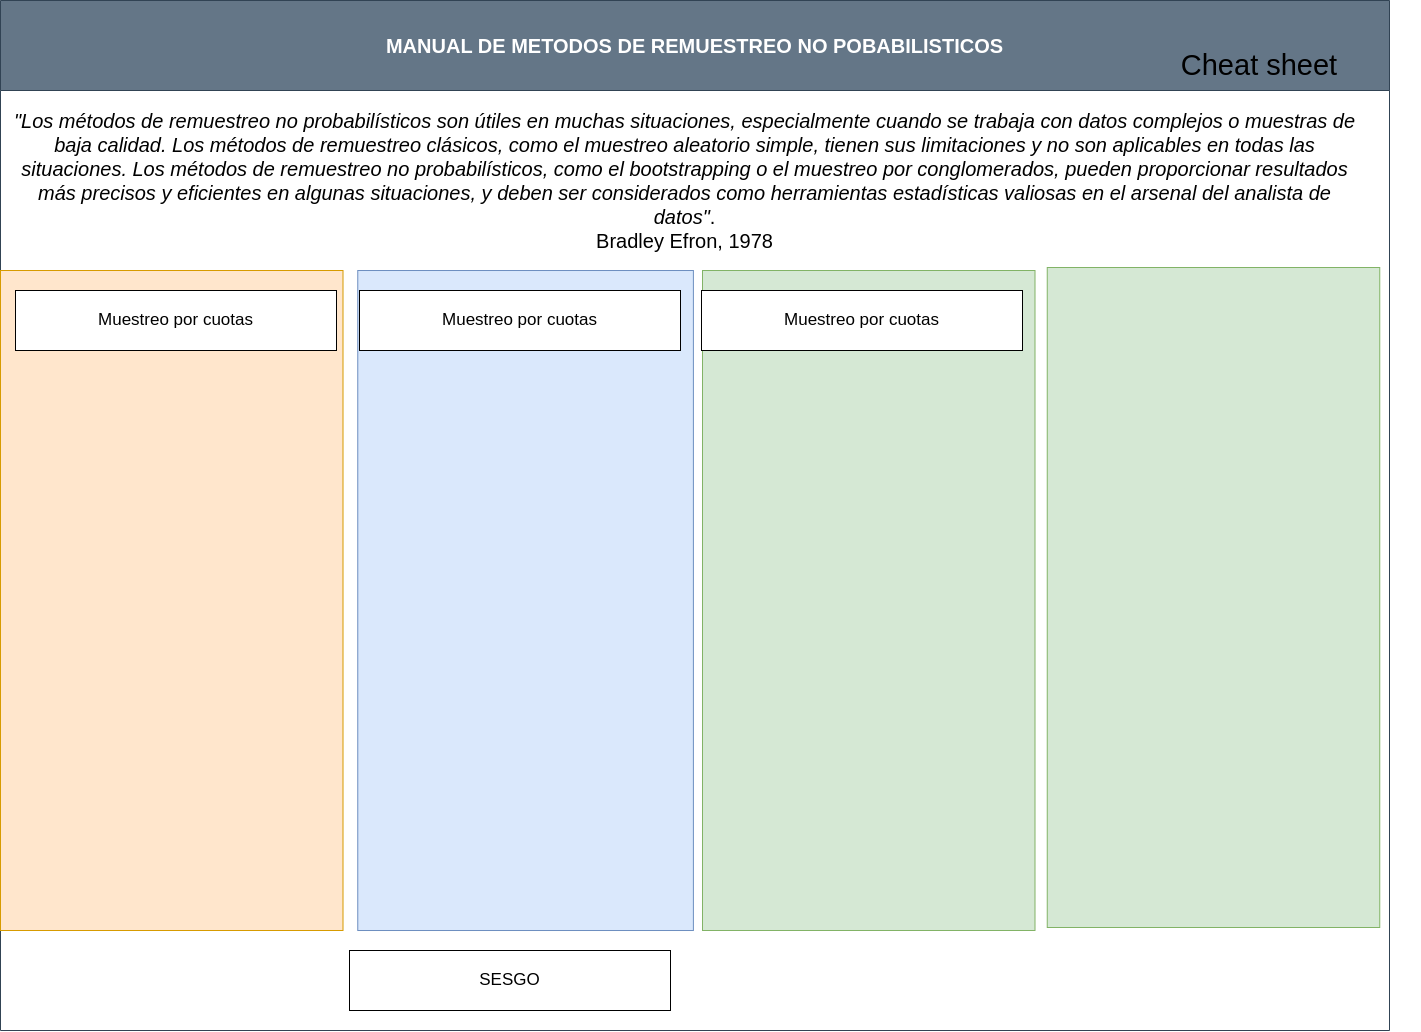 MANUAL DE METODOS DE REMUESTREO NO POBABILISTICOS
Cheat sheet
"Los métodos de remuestreo no probabilísticos son útiles en muchas situaciones, especialmente cuando se trabaja con datos complejos o muestras de
baja calidad. Los métodos de remuestreo clásicos, como el muestreo aleatorio simple, tienen sus limitaciones y no son aplicables en todas las
situaciones. Los métodos de remuestreo no probabilísticos, como el bootstrapping o el muestreo por conglomerados, pueden proporcionar resultados
más precisos y eficientes en algunas situaciones, y deben ser considerados como herramientas estadísticas valiosas en el arsenal del analista de
datos".
Bradley Efron, 1978
Muestreo por cuotas
Muestreo por cuotas
Muestreo por cuotas
SESGO